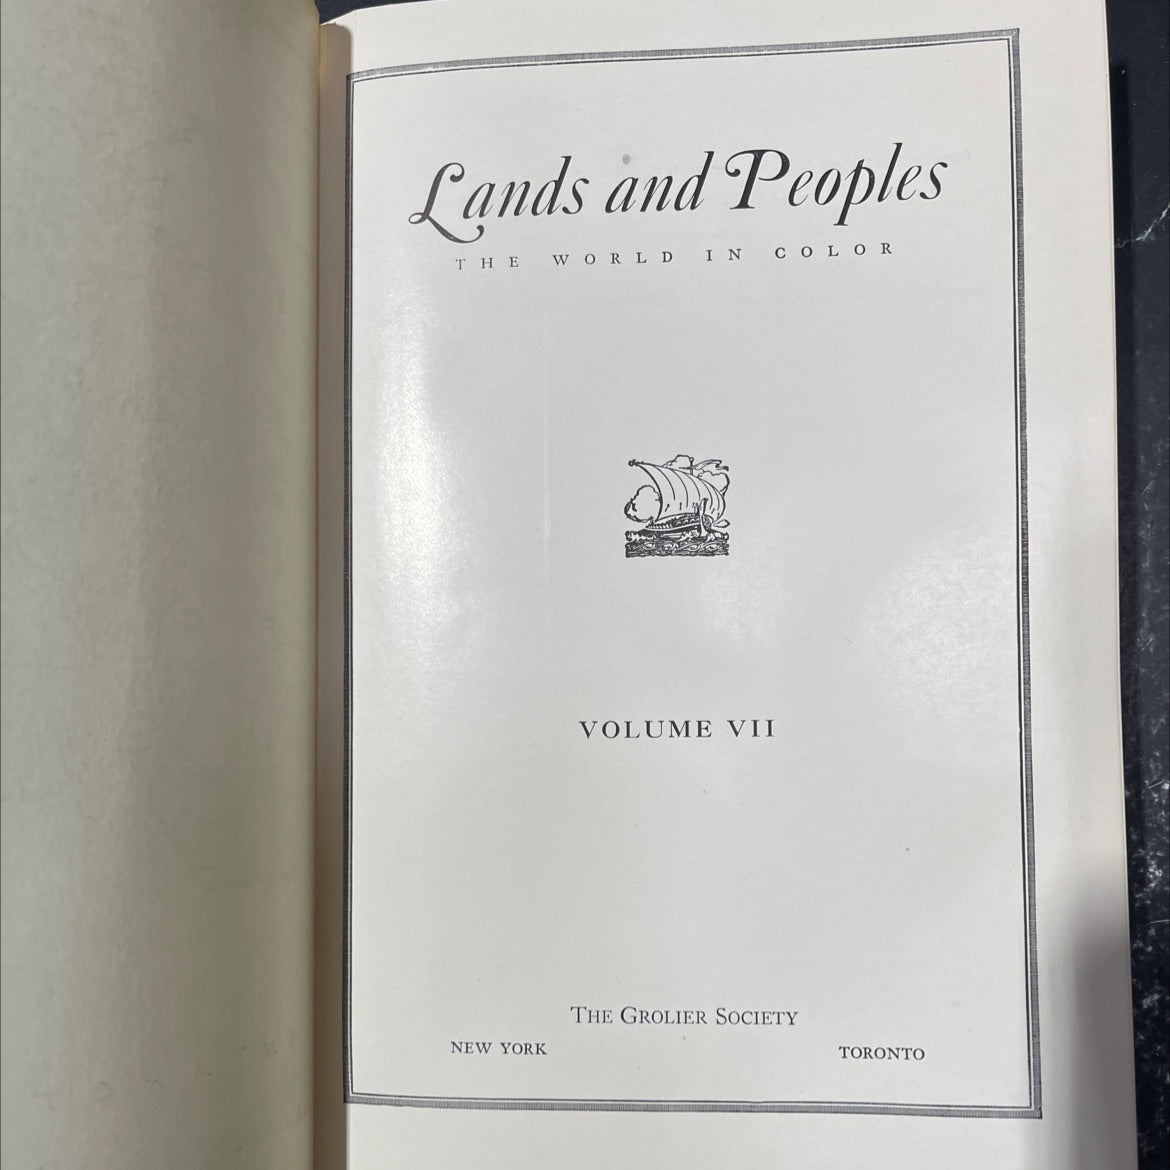 Lands and Peoples
THE WORLD IN COLOR
VOLUME VII
THE GROLIER SOCIETY
NEW YORK TORONTO